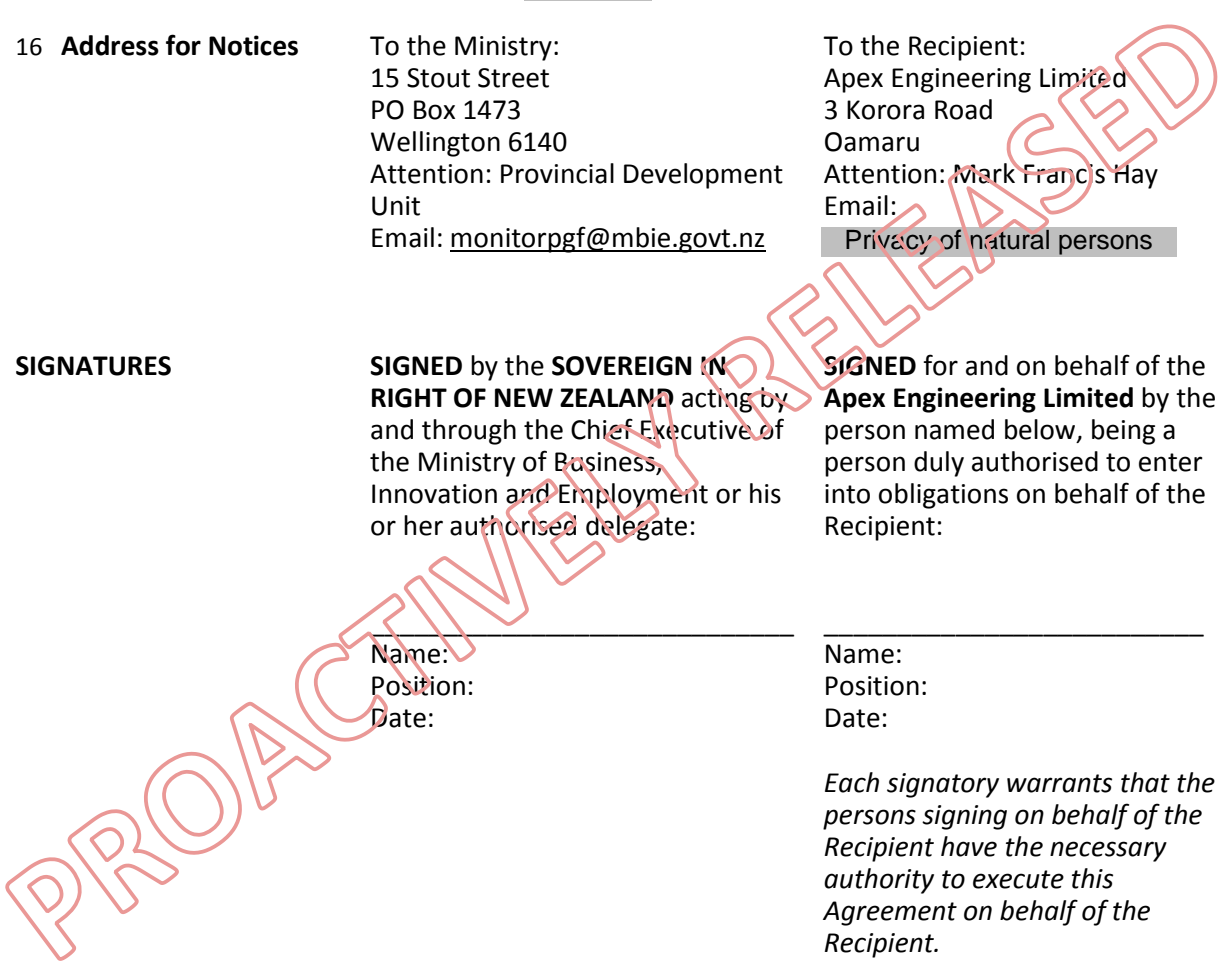 16 Address for Notices
To the Ministry:
15 Stout Street
PO Box 1473
Wellington 6140
Attention: Provincial Development
Unit
Email: monitorpgf@mbie.govt.nz
To the Recipient:
Apex Engineering Limited
3 Korora Road
Oamaru
Attention: Mark Francis Hay
Email:
Privacy of natural persons
SIGNATURES
SIGNED by the SOVEREIGN IN
RIGHT OF NEW ZEALAND acting by
and through the Chief Executive of
the Ministry of Business,
Innovation and Employment or his
or her authorised delegate:
Name:
Position:
Date:
SIGNED for and on behalf of the
Apex Engineering Limited by the
person named below, being a
person duly authorised to enter
into obligations on behalf of the
Recipient:
Name:
Position:
Date:
Each signatory warrants that the
persons signing on behalf of the
Recipient have the necessary
authority to execute this
Agreement on behalf of the
Recipient.
PROACTIVELY RELEASED